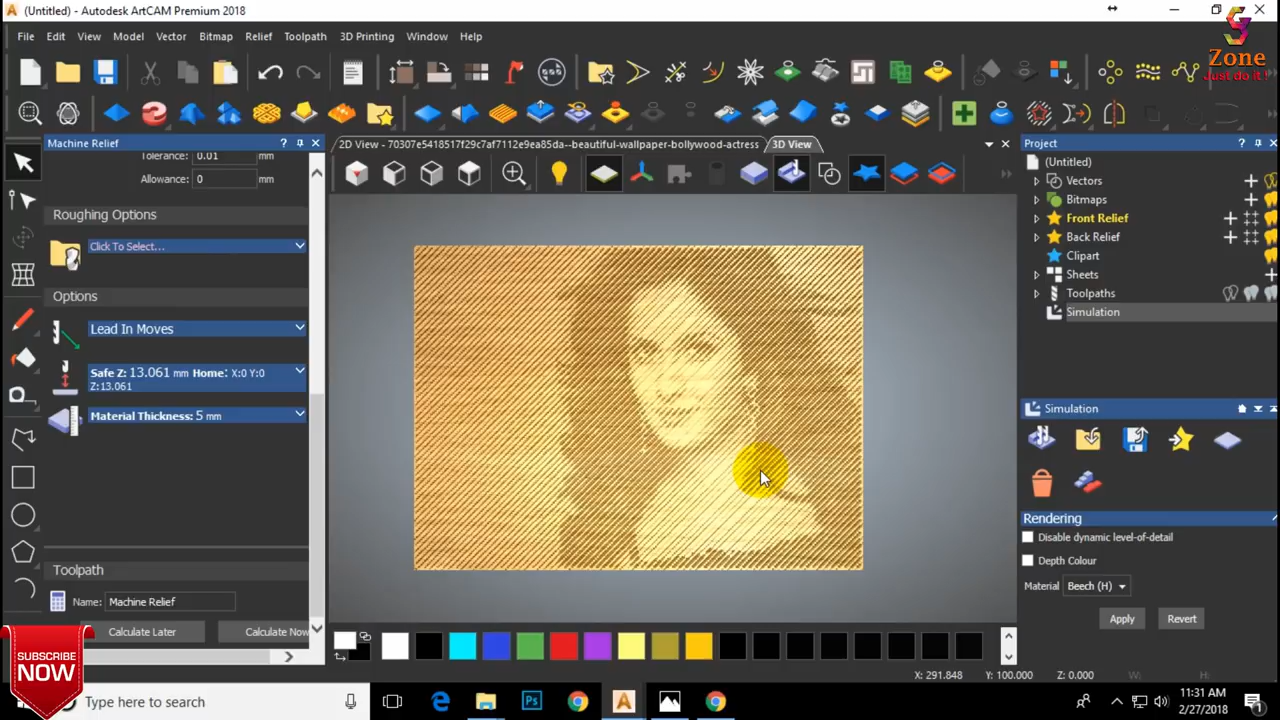 (Untitled) - Autodesk ArtCAM Premium 2018
File Edit View Model Vector Bitmap Relief Toolpath 3D Printing Window Help
Zone
Just do it !
Machine Relief
2D View - 70307e5418517f29c7af7112e9ea85da--beautiful-wallpaper-bollywood-actress
3D View
Project
Tolerance: 0.01 mm
Allowance: 0 mm
Roughing Options
Click To Select...
Options
Lead In Moves
Safe Z: 13.061 mm Home: X:0 Y:0
Z:13.061
Material Thickness: 5 mm
Toolpath
Name: Machine Relief
Calculate Later
Calculate Now
(Untitled)
Vectors
Bitmaps
Front Relief
Back Relief
Clipart
Sheets
Toolpaths
Simulation
Simulation
Rendering
Disable dynamic level-of-detail
Depth Colour
Material Beech (H)
Apply
Revert
X: 291.848 Y: 100.000 Z: 0.000 W: H:
SUBSCRIBE
NOW
Type here to search
11:31 AM
2/27/2018